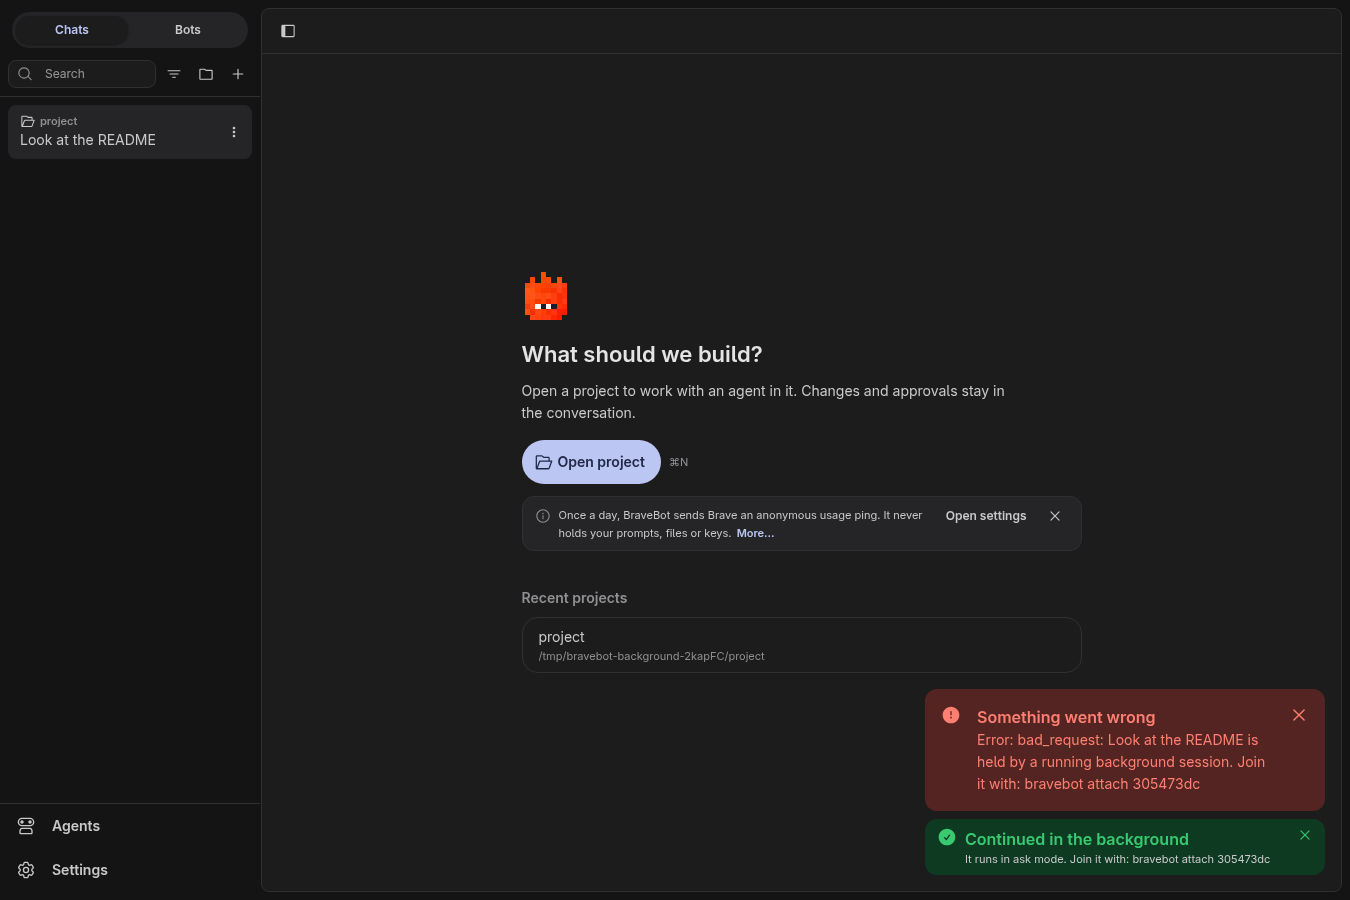 Chats
Bots
Search
project
Look at the README
What should we build?
Open a project to work with an agent in it. Changes and approvals stay in
the conversation.
Open project
⌘N
Once a day, BraveBot sends Brave an anonymous usage ping. It never
holds your prompts, files or keys. More...
Open settings
Recent projects
project
/tmp/bravebot-background-2kapFC/project
Something went wrong
Error: bad_request: Look at the README is
held by a running background session. Join
it with: bravebot attach 305473dc
Continued in the background
It runs in ask mode. Join it with: bravebot attach 305473dc
Agents
Settings